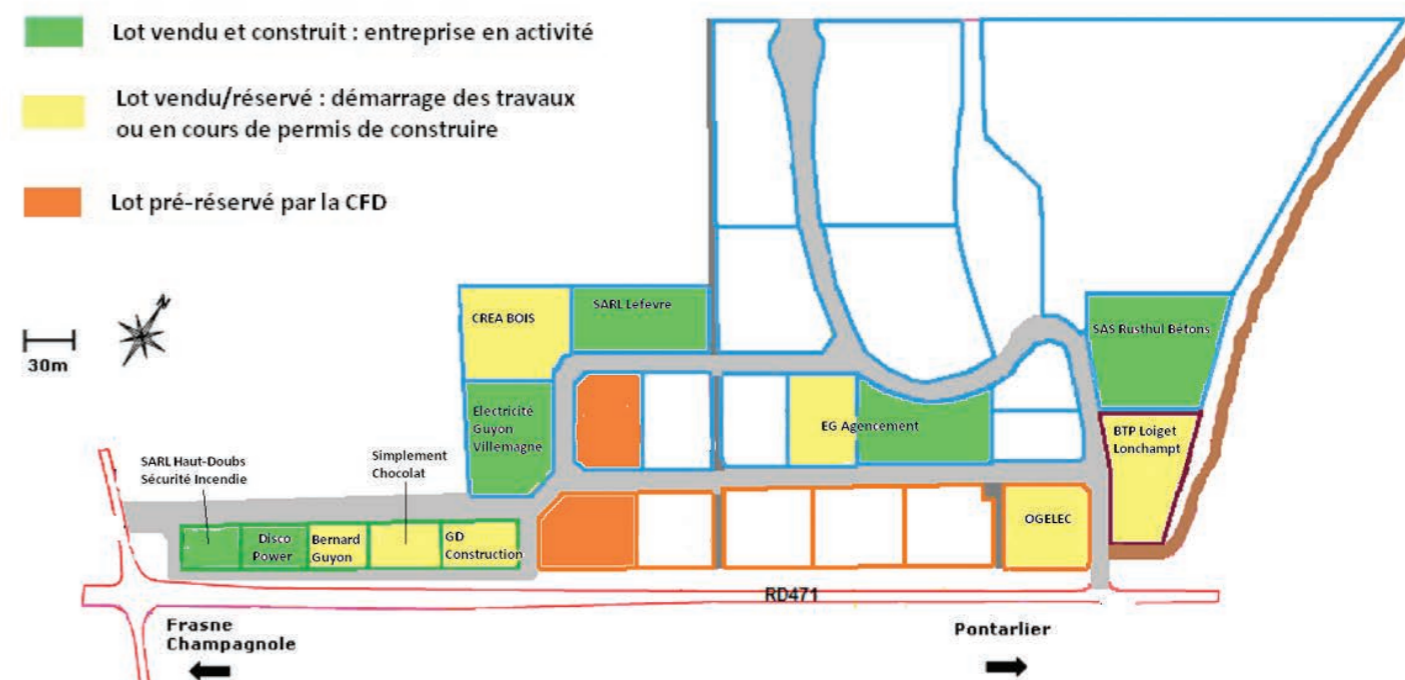 Lot vendu et construit : entreprise en activité
Lot vendu/réservé : démarrage des travaux
ou en cours de permis de construire
Lot pré-réservé par la CFD
N
30m
CREA BOIS
SARL Lefevre
SAS Rusthul Bétons
Electricité
Guyon
Villemagne
EG Agencement
BTP Loiget
Lonchampt
SARL Haut-Doubs
Sécurité Incendie
Simplement
Chocolat
Disco
Power
Bernard
Guyon
GD
Construction
OGELEC
RD471
Frasne
Champagnole
Pontarlier